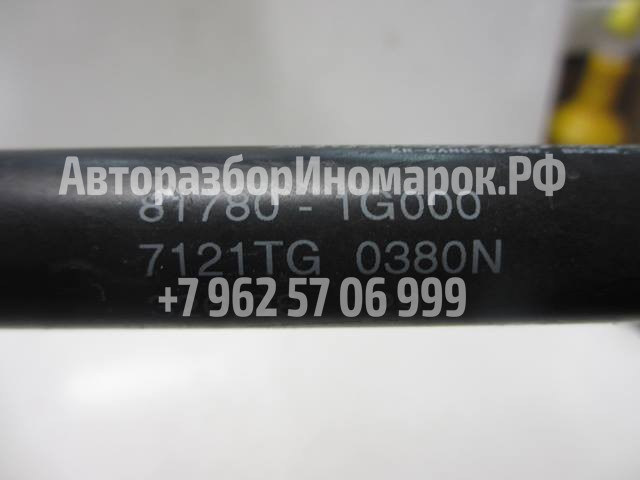 АвторазборИномарок.РФ
81780 - 1G000
7121TG 0380N
+7 962 57 06 999